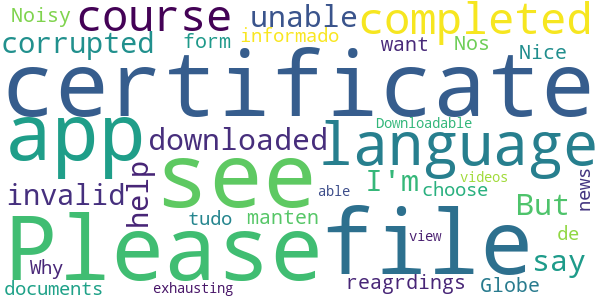 Noisy course unable completed
corrupted form informado want Nos Nice
certificate
app downloaded Downloadable language
invalid help see able I'm choose videos news
Please tudo manten file view But say de
Why documents exhausting reagrdings Globe